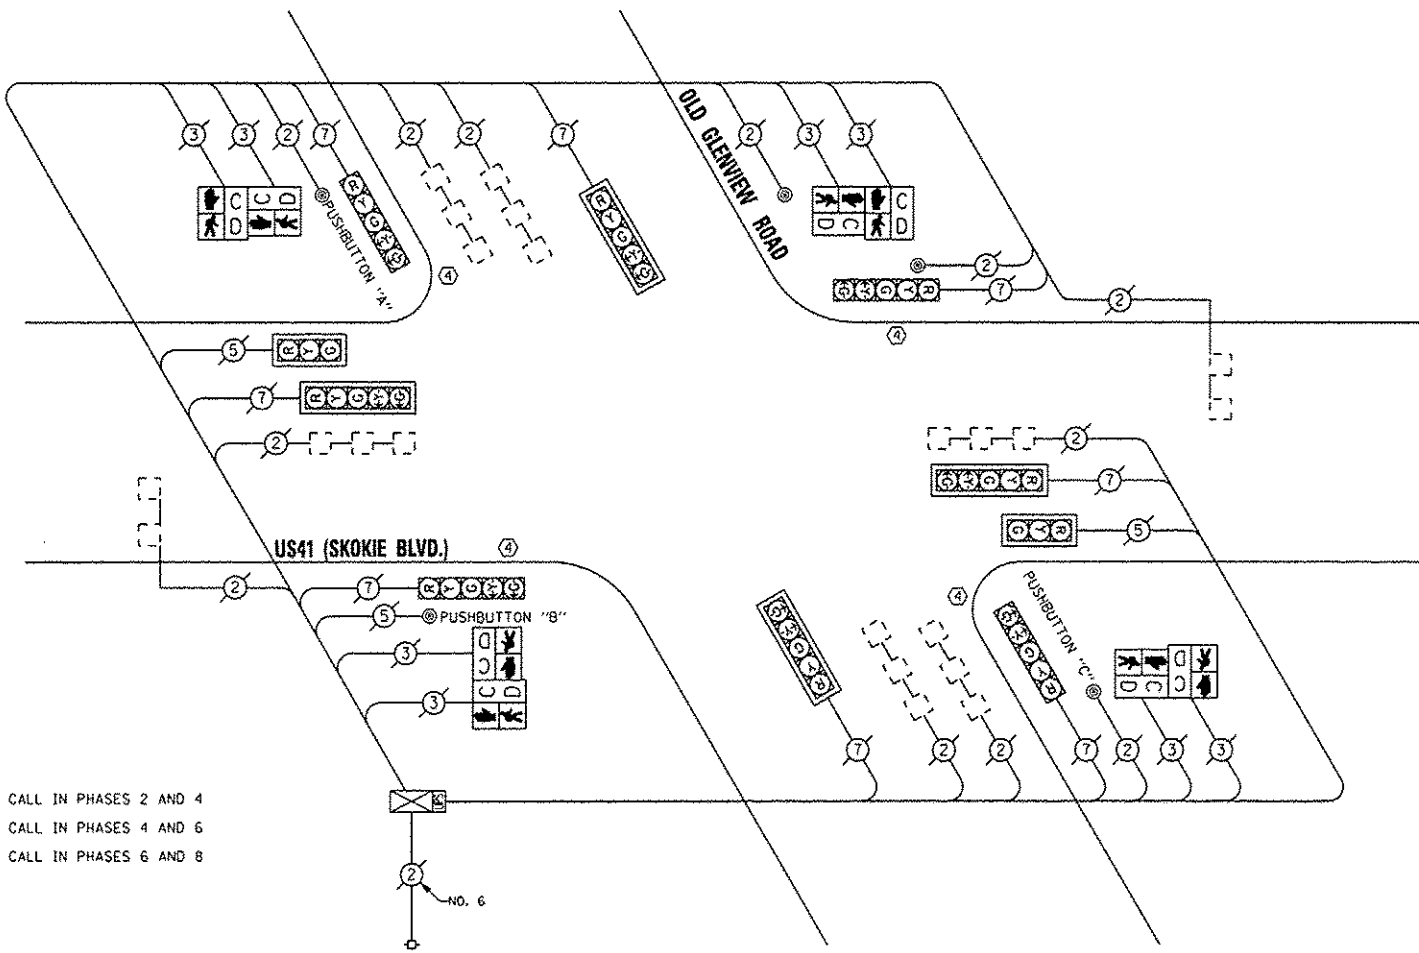 3 3 2 7 2 2 7 2 3 3
OLD GLENVIEW ROAD
C D
C D
PUSHBUTTON "A"
R Y G Y G
R Y G Y G
4
C D
D C
2
G Y G Y R
7
2
4
5 R Y G
7 R Y G Y G
2
2
G Y G Y R
7
G Y R
5
US41 (SKOKIE BLVD.)
4
2
7 R Y G Y G
5 PUSHBUTTON "B"
3
D C
C D
3
4
PUSHBUTTON "C"
G Y G Y R
G Y G Y R
D C
D C
7 2 2 7 2 3 3
CALL IN PHASES 2 AND 4
CALL IN PHASES 4 AND 6
CALL IN PHASES 6 AND 8
UPS
2
NO. 6